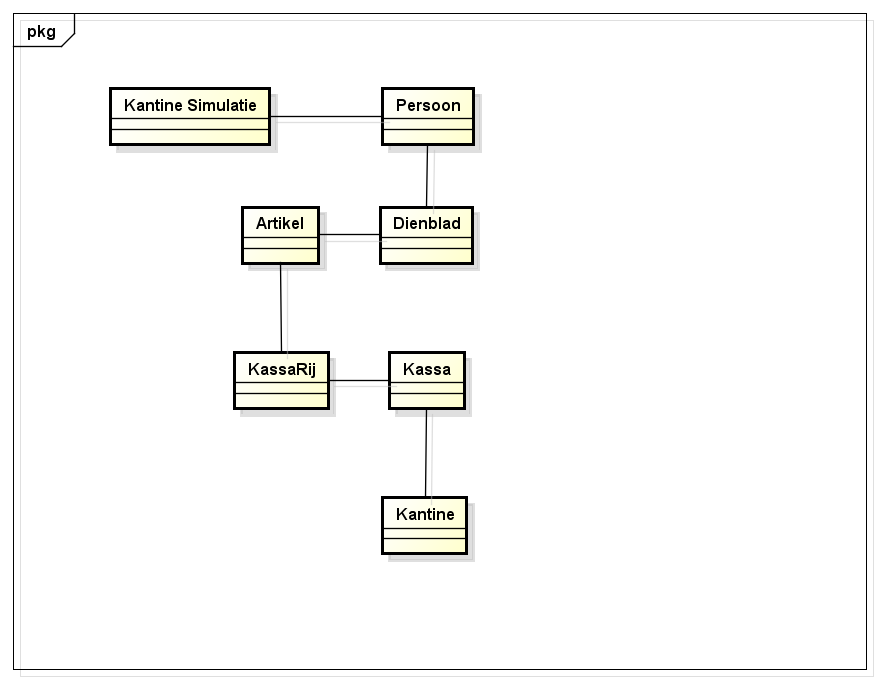 pkg
Kantine Simulatie
Persoon
Artikel
Dienblad
KassaRij
Kassa
Kantine